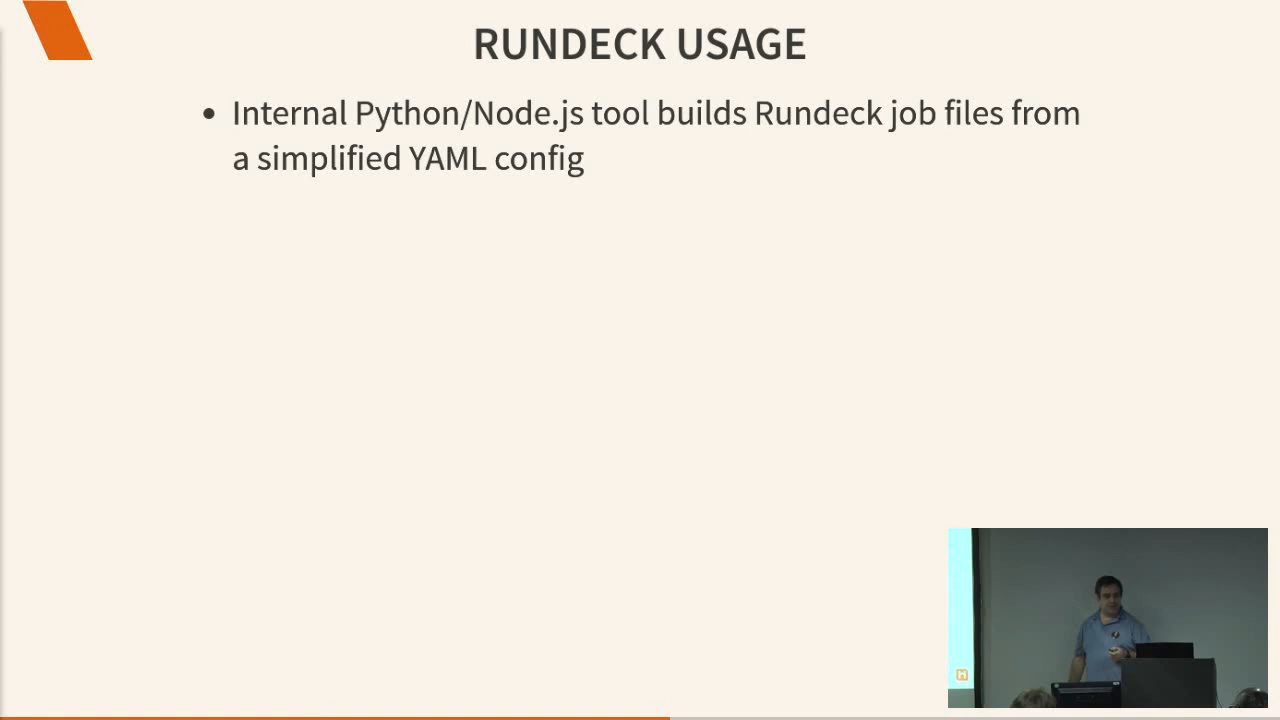 RUNDECK USAGE
• Internal Python/Node.js tool builds Rundeck job files from
a simplified YAML config